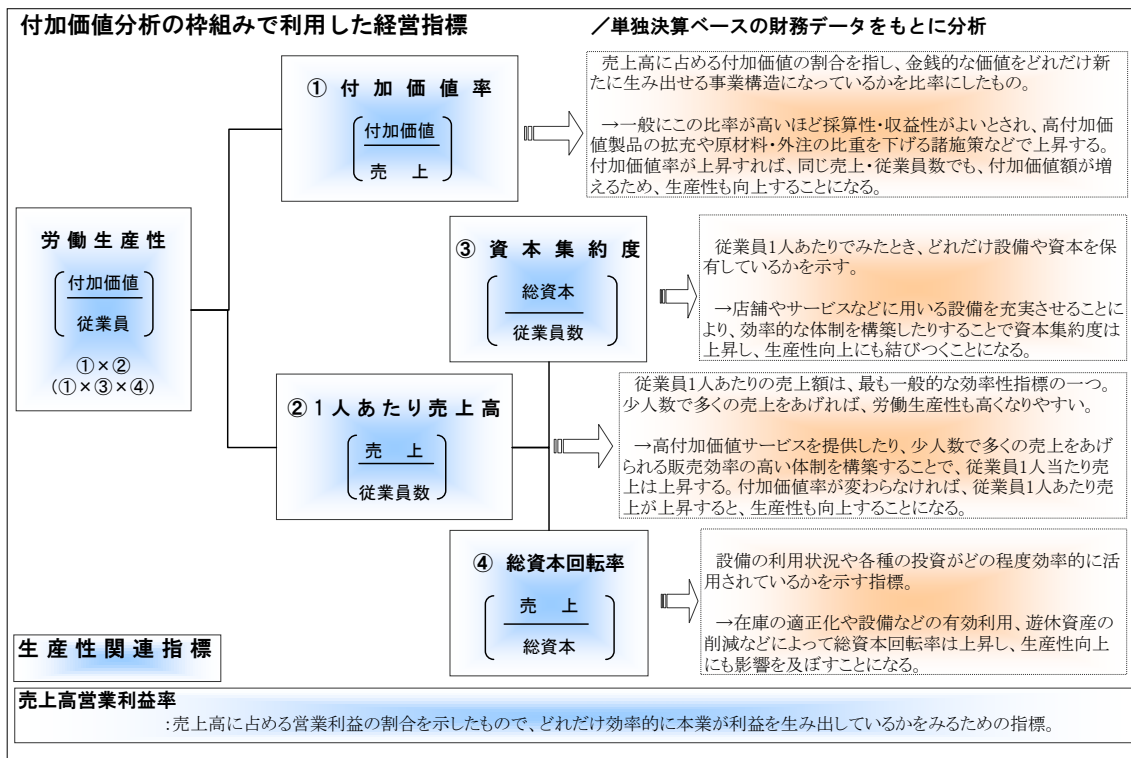 付加価値分析の枠組みで利用した経営指標
／単独決算ベースの財務データをもとに分析
① 付 加 価 値 率
付加価値
売　上
売上高に占める付加価値の割合を指し、金銭的な価値をどれだけ新
たに生み出せる事業構造になっているかを比率にしたもの。
→一般にこの比率が高いほど採算性・収益性がよいとされ、高付加価
値製品の拡充や原材料・外注の比重を下げる諸施策などで上昇する。
付加価値率が上昇すれば、同じ売上・従業員数でも、付加価値額が増
えるため、生産性も向上することになる。
労 働 生 産 性
付加価値
従業員
①×②
(①×③×④)
③ 資 本 集 約 度
総資本
従業員数
従業員1人あたりでみたとき、どれだけ設備や資本を保
有しているかを示す。
→店舗やサービスなどに用いる設備を充実させることに
より、効率的な体制を構築したりすることで資本集約度は
上昇し、生産性向上にも結びつくことになる。
②１人あたり売上高
売　上
従業員数
従業員1人あたりの売上額は、最も一般的な効率性指標の一つ。
少人数で多くの売上をあげれば、労働生産性も高くなりやすい。
→高付加価値サービスを提供したり、少人数で多くの売上をあげ
られる販売効率の高い体制を構築することで、従業員1人当たり売
上は上昇する。付加価値率が変わらなければ、従業員1人あたり売
上が上昇すると、生産性も向上することになる。
④ 総資本回転率
売　上
総資本
設備の利用状況や各種の投資がどの程度効率的に活
用されているかを示す指標。
→在庫の適正化や設備などの有効利用、遊休資産の
削減などによって総資本回転率は上昇し、生産性向上
にも影響を及ぼすことになる。
生 産 性 関 連 指 標
売上高営業利益率
:売上高に占める営業利益の割合を示したもので、どれだけ効率的に本業が利益を生み出しているかをみるための指標。